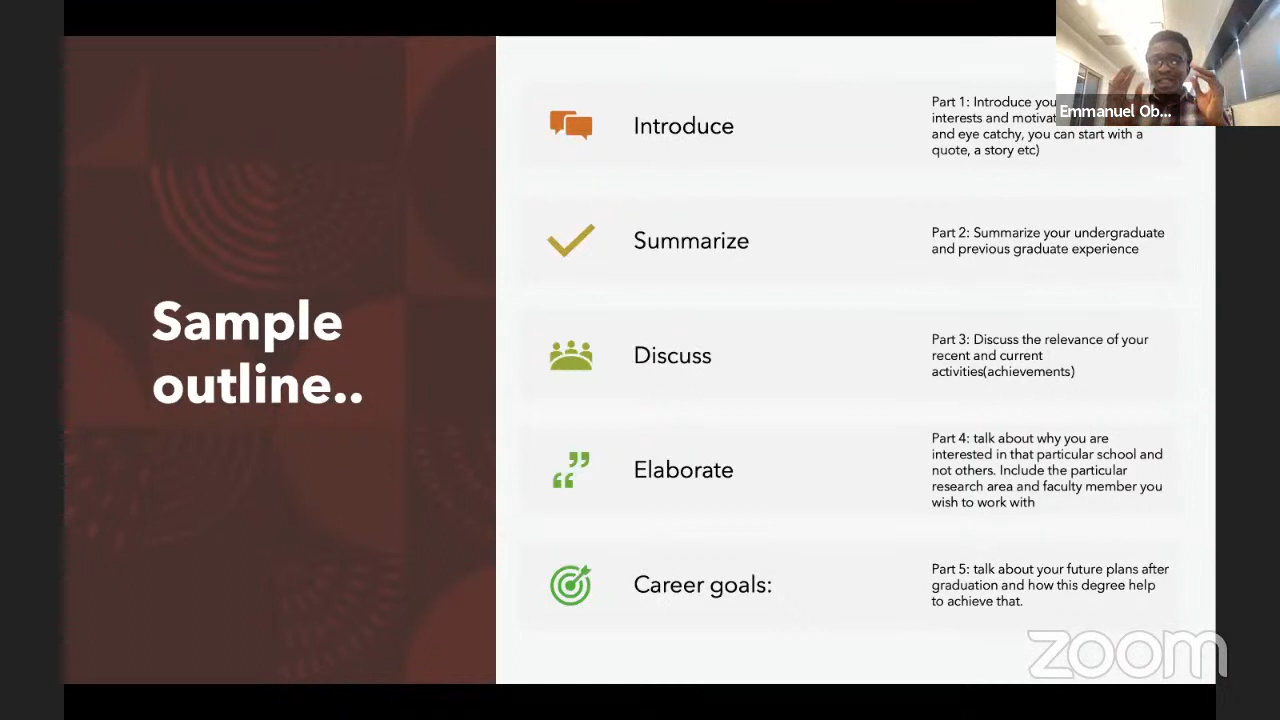 Sample
outline..
Introduce
Part 1: Introduce you
interests and motivat
and eye catchy, you can start with a
quote, a story etc)
Summarize
Part 2: Summarize your undergraduate
and previous graduate experience
Discuss
Part 3: Discuss the relevance of your
recent and current
activities(achievements)
Elaborate
Part 4: talk about why you are
interested in that particular school and
not others. Include the particular
research area and faculty member you
wish to work with
Career goals:
Part 5: talk about your future plans after
graduation and how this degree help
to achieve that.
Emmanuel Ob...
zoom